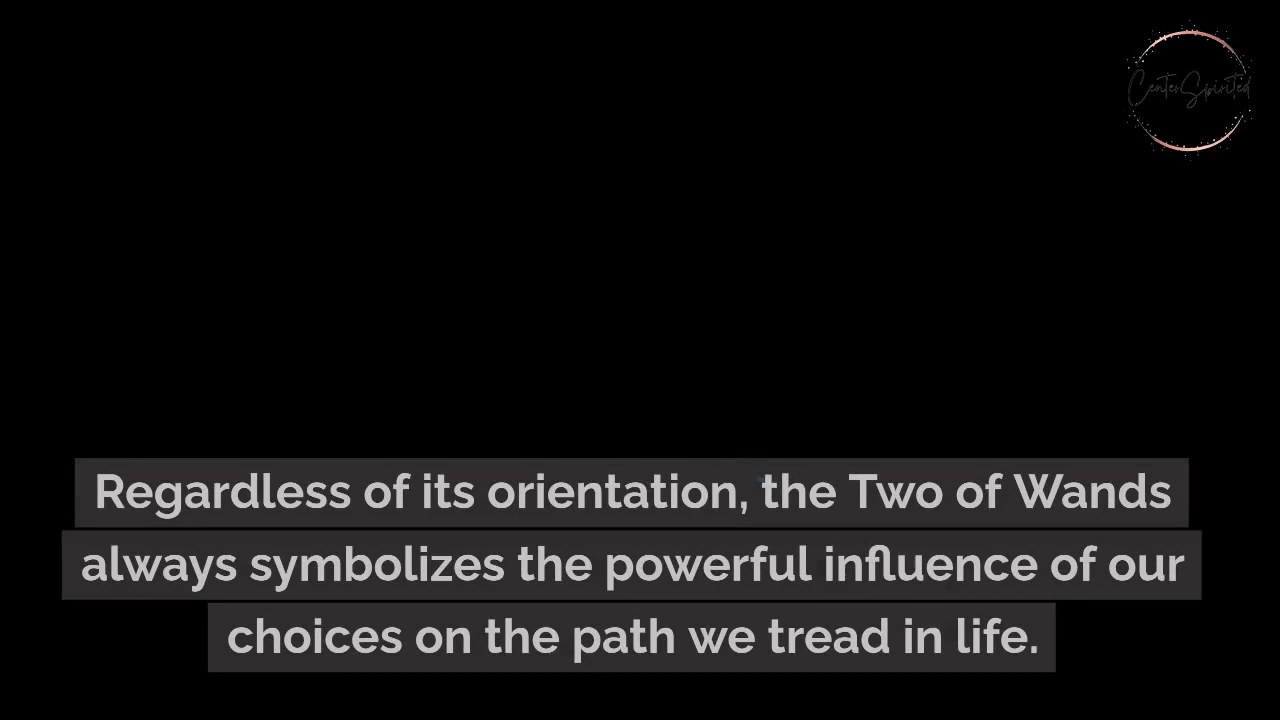 CenterSpirited
Regardless of its orientation, the Two of Wands
always symbolizes the powerful influence of our
choices on the path we tread in life.